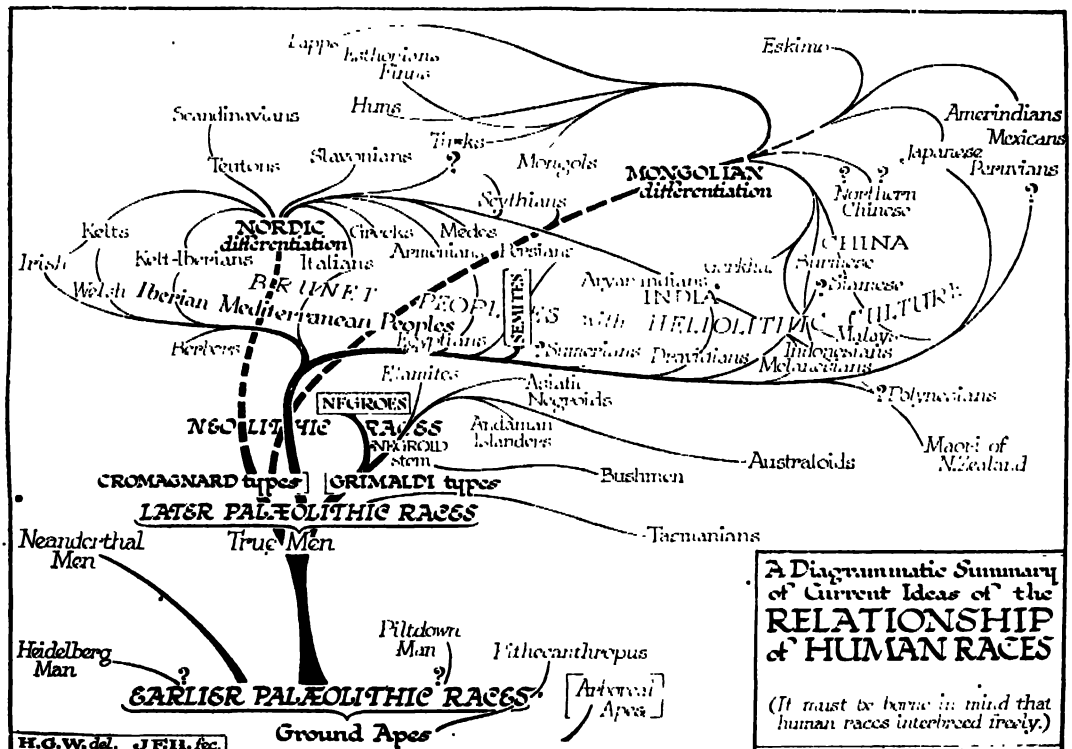 Lapps
Esthonians
Finns
Eskimo
Huns
Scandinavians
Amerindians
Mexicans
Turks
?
Slavonians
Teutons
Mongols
MONGOLIAN
differentiation
Japanese
Peruvians
?
? ?
Northern
Chinese
Scythians
NORDIC
differentiation
Kelts
Greeks
Medes
Armenians
Persians
CHINA
Irish
Kelt-Iberians
Italians
Aryan indians
Gurkhas
Burmese
Welsh
Iberian Mediterranean Peoples
BRUNET PEOPLES with HELIOLITHIC CULTURE
[SEMITES]
INDIA
?Siamese
Malays
Berbers
Egyptians
?Sumerians
Dravidians
Indonesians
Melanesians
Elamites
Asiatic
Negroids
?Polynesians
NEGROES
NEOLITHIC RACES
NEGROID
stem
Andaman
Islanders
Maori of
N.Zealand
Australoids
Bushmen
CROMAGNARD types]
[GRIMALDI types
LATER PALÆOLITHIC RACES
True Men
Tasmanians
Neanderthal
Men
Heidelberg
Man
?
Piltdown
Man
?
Pithecanthropus
EARLIER PALÆOLITHIC RACES
Ground Apes
[Arboreal
Apes]
A Diagrammatic Summary
of Current Ideas of the
RELATIONSHIP
of HUMAN RACES
(It must be borne in mind that
human races interbreed freely.)
H.G.W. del. J.F.H. fec.